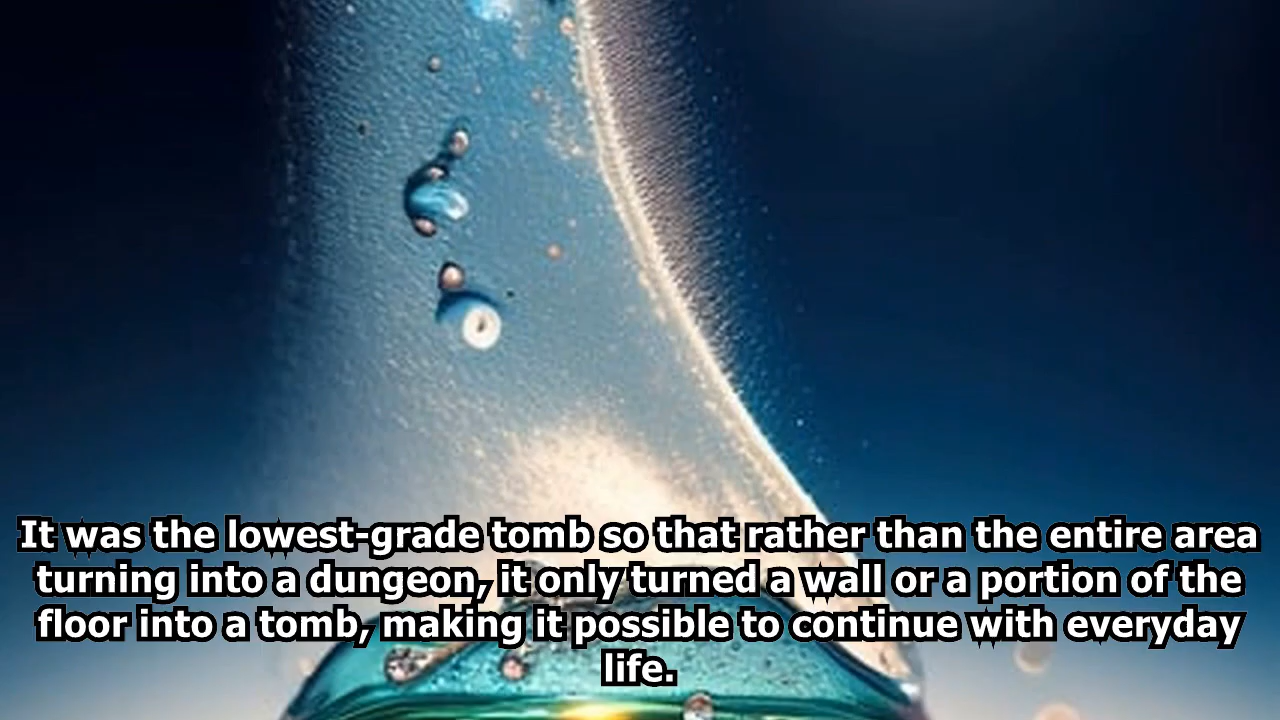 It was the lowest-grade tomb so that rather than the entire area
turning into a dungeon, it only turned a wall or a portion of the
floor into a tomb, making it possible to continue with everyday
life.